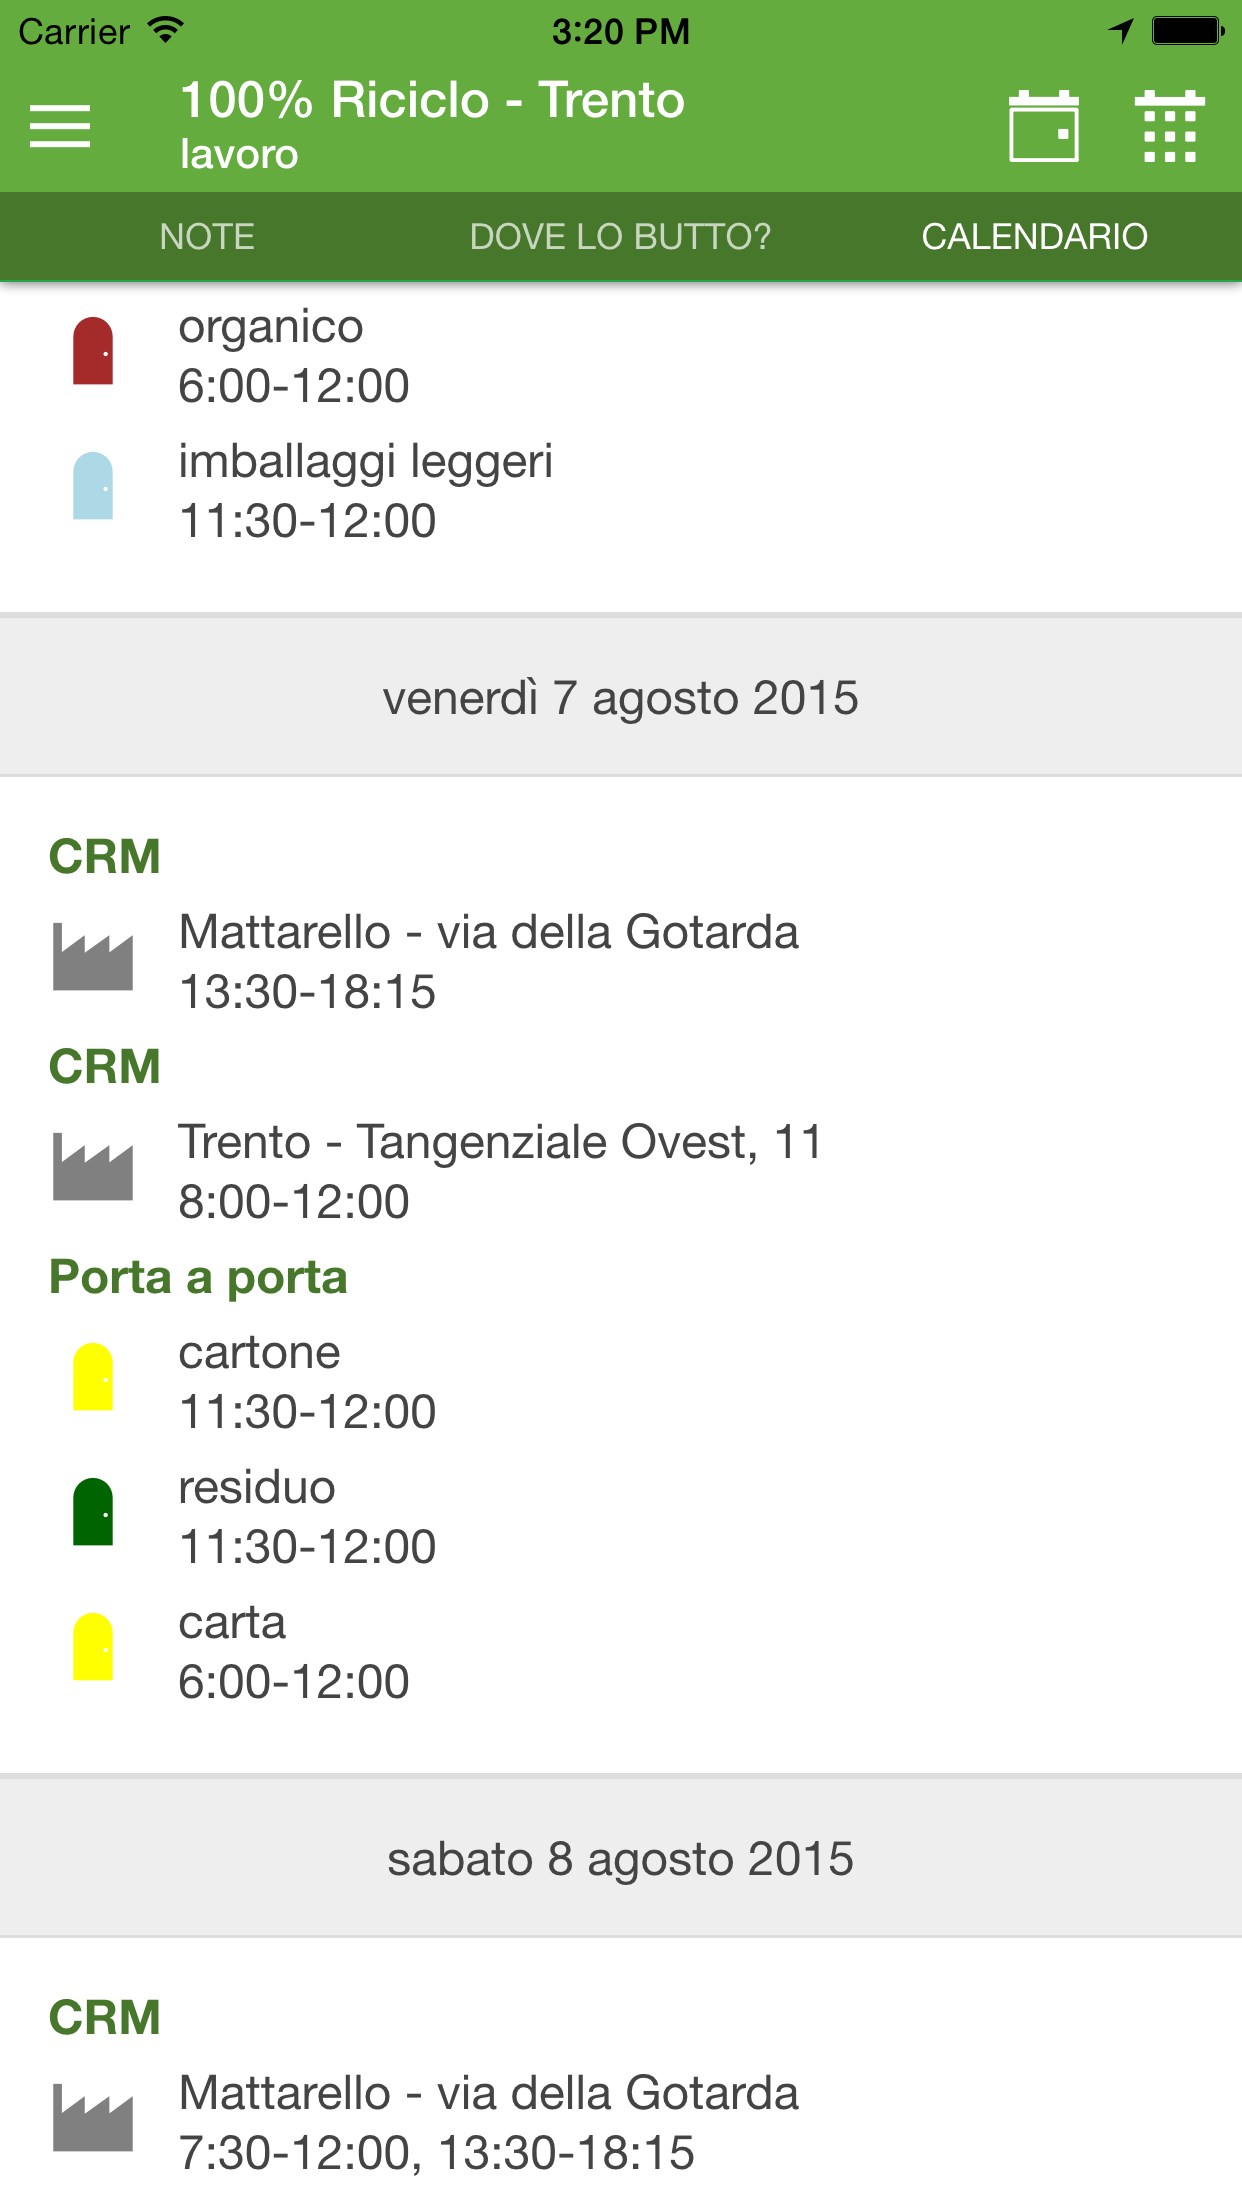 Carrier
3:20 PM
100% Riciclo - Trento
lavoro
NOTE
DOVE LO BUTTO?
CALENDARIO
organico
6:00-12:00
imballaggi leggeri
11:30-12:00
venerdì 7 agosto 2015
CRM
Mattarello - via della Gotarda
13:30-18:15
CRM
Trento - Tangenziale Ovest, 11
8:00-12:00
Porta a porta
cartone
11:30-12:00
residuo
11:30-12:00
carta
6:00-12:00
sabato 8 agosto 2015
CRM
Mattarello - via della Gotarda
7:30-12:00, 13:30-18:15